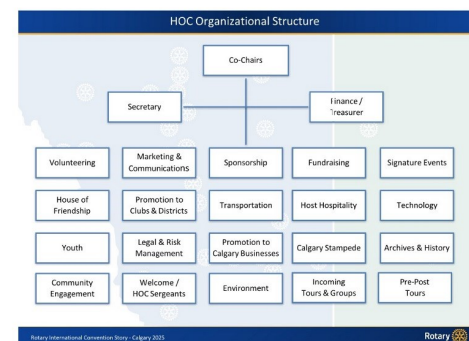 HOC Organizational Structure
Co-Chairs
Secretary
Finance /
Treasurer
Volunteering
Marketing &
Communications
Sponsorship
Fundraising
Signature Events
House of
Friendship
Promotion to
Clubs & Districts
Transportation
Host Hospitality
Technology
Youth
Legal & Risk
Management
Promotion to
Calgary Businesses
Calgary Stampede
Archives & History
Community
Engagement
Welcome /
HOC Sergeants
Environment
Incoming
Tours & Groups
Pre-Post
Tours
Rotary International Convention Story - Calgary 2025
Rotary